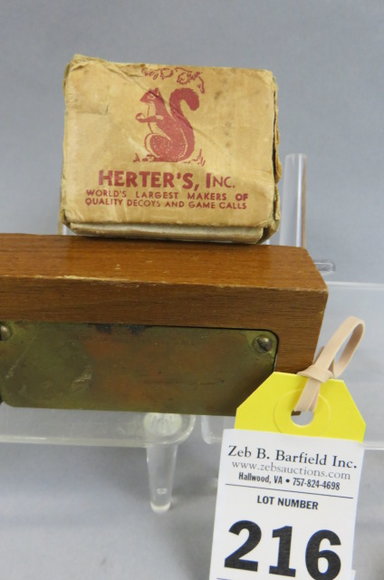 HERTER'S, INC.
WORLD'S LARGEST MAKERS OF
QUALITY DECOYS AND GAME CALLS
Zeb B. Barfield Inc.
www.zebsauctions.com
Hallwood, VA • 757-824-4698
LOT NUMBER
216